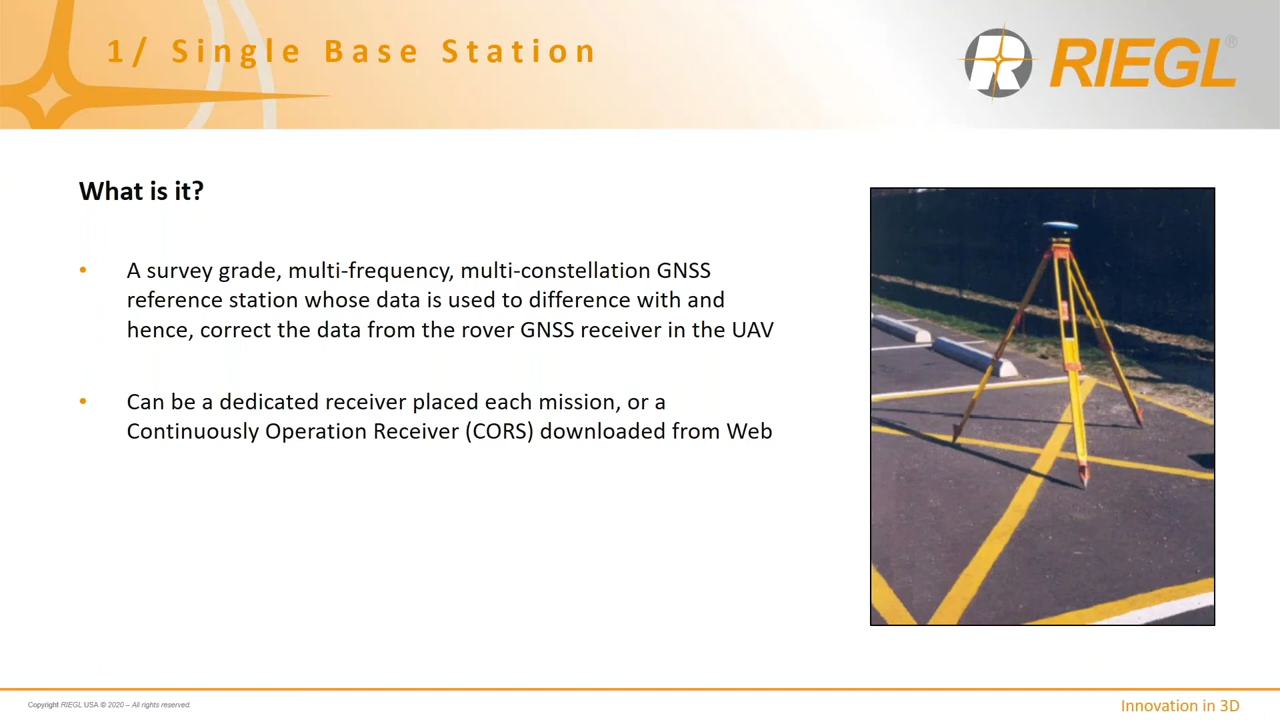 1/ Single Base Station
RIEGL®
What is it?
• A survey grade, multi-frequency, multi-constellation GNSS
reference station whose data is used to difference with and
hence, correct the data from the rover GNSS receiver in the UAV
• Can be a dedicated receiver placed each mission, or a
Continuously Operation Receiver (CORS) downloaded from Web
Copyright RIEGL USA © 2020 – All rights reserved.
Innovation in 3D